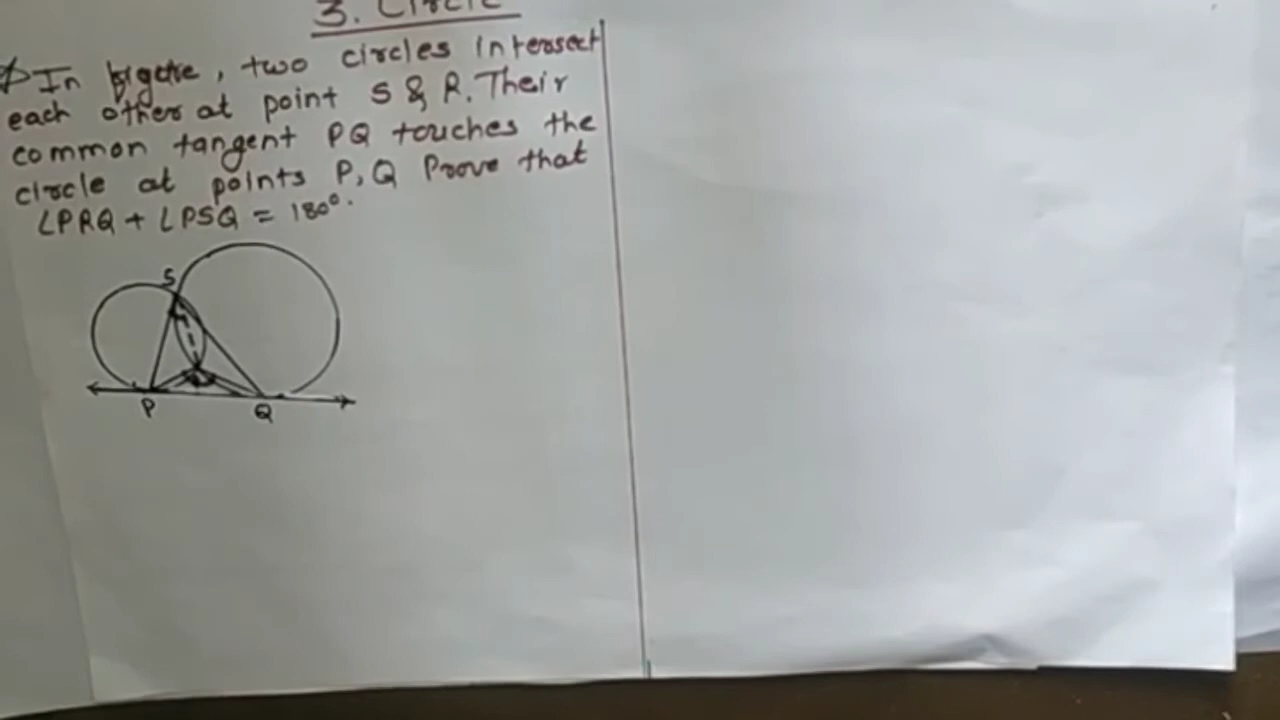 3. Circle
In figure, two circles intersect
each other at point S & R. Their
common tangent PQ touches the
circle at points P, Q Prove that
∠PRQ + ∠PSQ = 180°.
S
P
Q